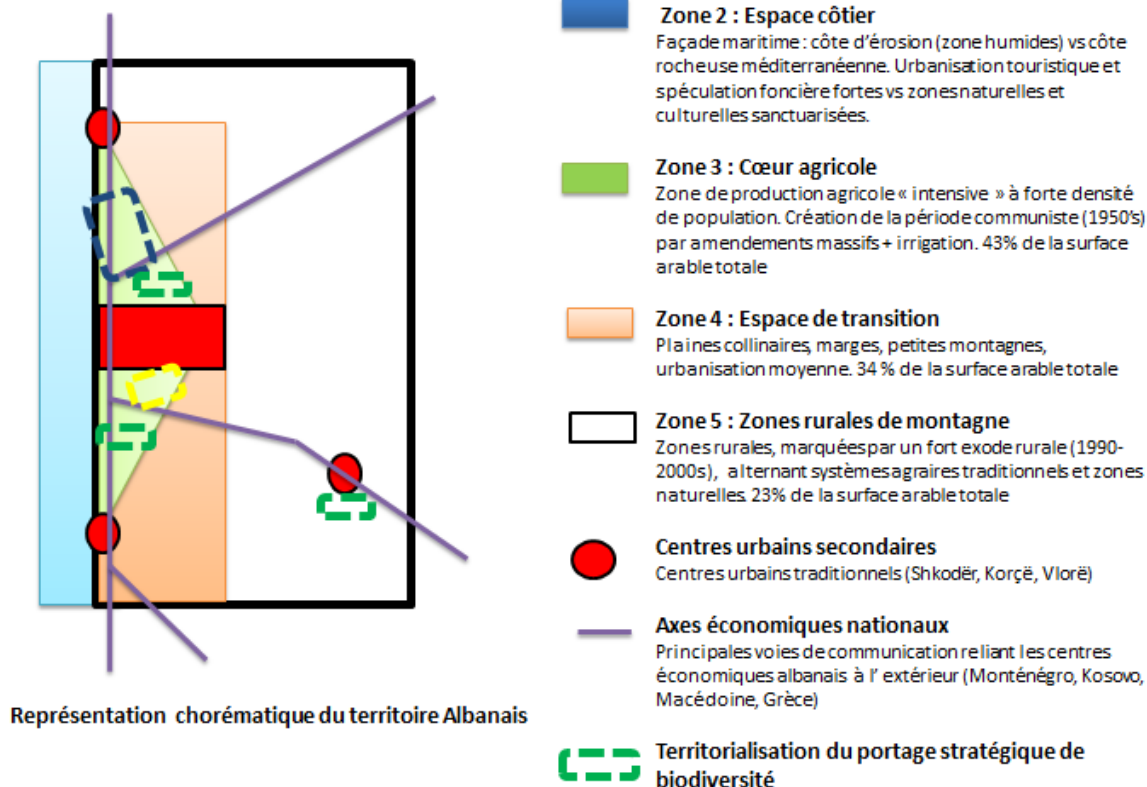 Zone 2 : Espace côtier
Façade maritime : côte d'érosion (zone humides) vs côte
rocheuse méditerranéenne. Urbanisation touristique et
spéculation foncière fortes vs zones naturelles et
culturelles sanctuarisées.
Zone 3 : Cœur agricole
Zone de production agricole « intensive » à forte densité
de population. Création de la période communiste (1950's)
par amendements massifs + irrigation. 43% de la surface
arable totale
Zone 4 : Espace de transition
Plaines collinaires, marges, petites montagnes,
urbanisation moyenne. 34 % de la surface arable totale
Zone 5 : Zones rurales de montagne
Zones rurales, marquées par un fort exode rurale (1990-
2000s), alternant systèmes agraires traditionnels et zones
naturelles. 23% de la surface arable totale
Centres urbains secondaires
Centres urbains traditionnels (Shkodër, Korçë, Vlorë)
Axes économiques nationaux
Principales voies de communication reliant les centres
économiques albanais à l' extérieur (Monténégro, Kosovo,
Macédoine, Grèce)
Territorialisation du portage stratégique de
biodiversité
Représentation chorématique du territoire Albanais